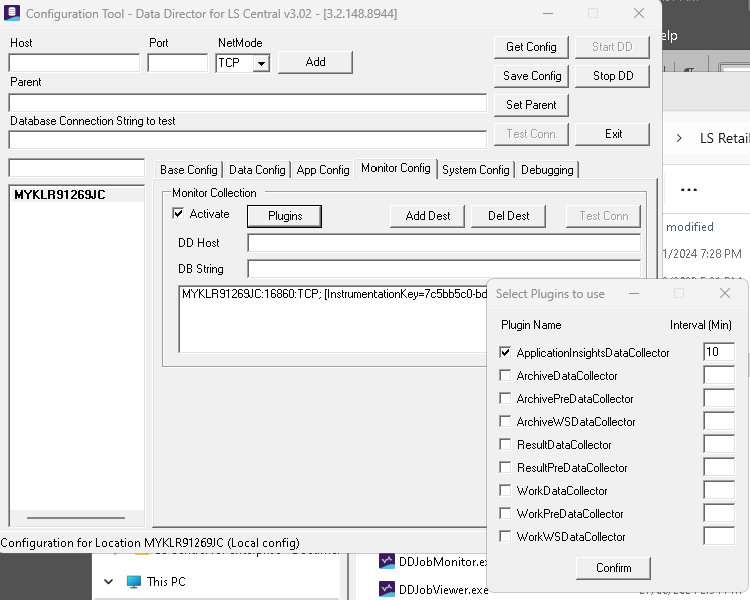 Configuration Tool - Data Director for LS Central v3.02 - [3.2.148.8944]
Host Port NetMode
TCP Add
Get Config Start DD
Parent
Save Config Stop DD
Set Parent
Database Connection String to test
Test Conn. Exit
Base Config Data Config App Config Monitor Config System Config Debugging
MYKLR91269JC
Monitor Collection
Activate Plugins Add Dest Del Dest Test Conn
DD Host
DB String
MYKLR91269JC:16860:TCP; [InstrumentationKey=7c5bb5c0-bd
Configuration for Location MYKLR91269JC (Local config)
LS Retail
modified
1/2024 7:28 PM
Select Plugins to use
Plugin Name Interval (Min)
ApplicationInsightsDataCollector 10
ArchiveDataCollector
ArchivePreDataCollector
ArchiveWSDataCollector
ResultDataCollector
ResultPreDataCollector
WorkDataCollector
WorkPreDataCollector
WorkWSDataCollector
Confirm
This PC
DDJobMonitor.exe
DDJobViewer.exe